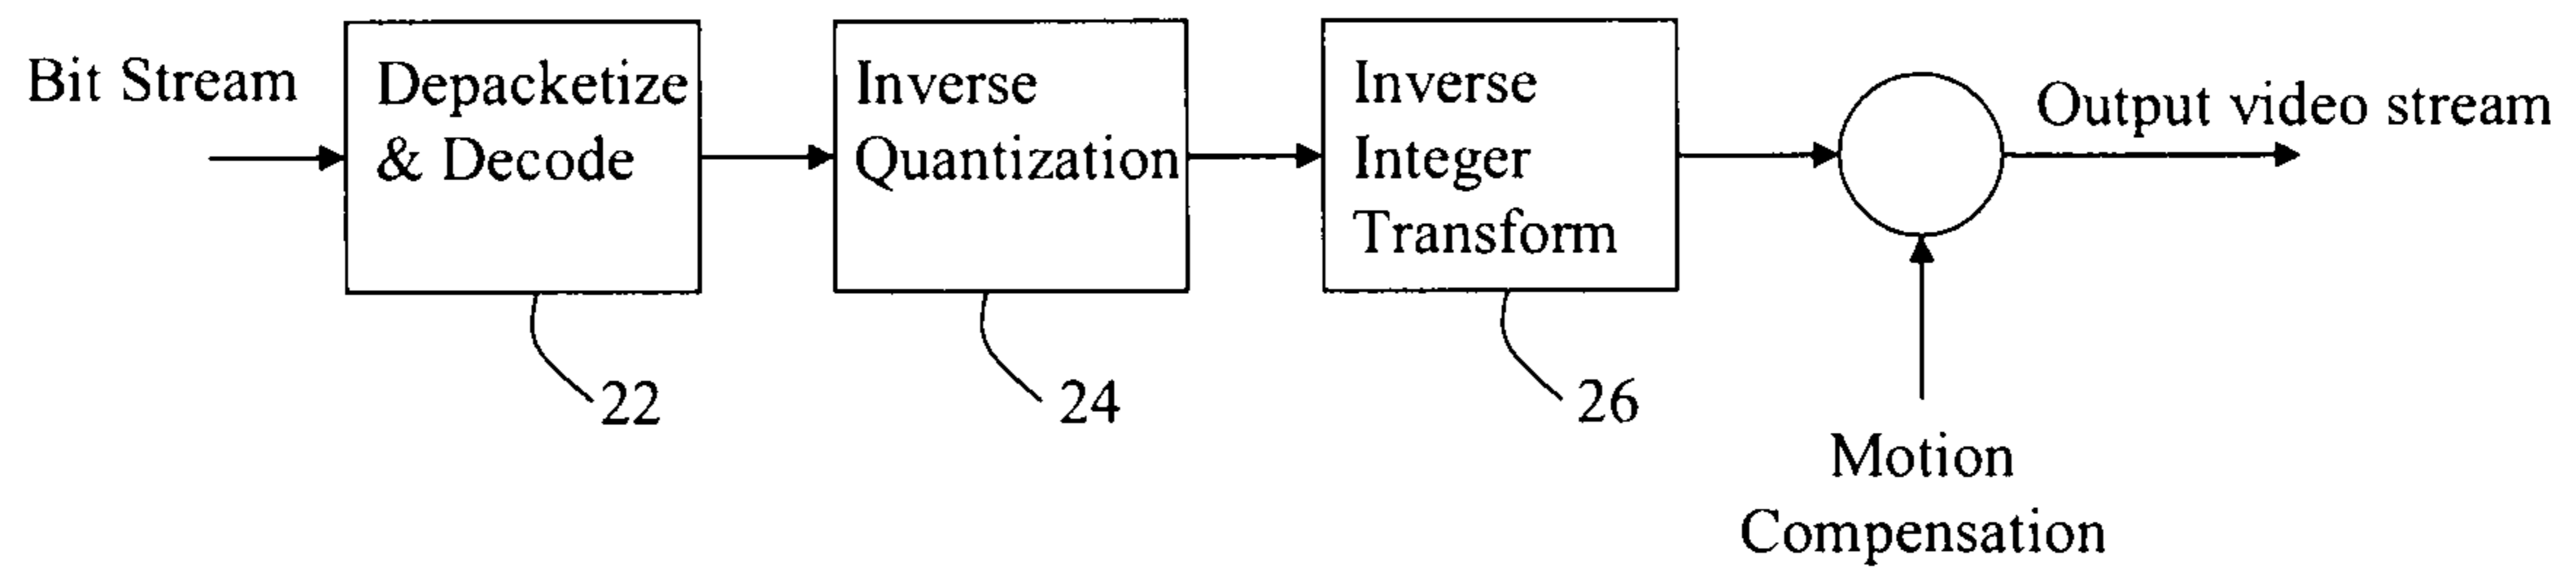 Bit Stream
Depacketize
& Decode
Inverse
Quantization
Inverse
Integer
Transform
Output video stream
22
24
26
Motion
Compensation